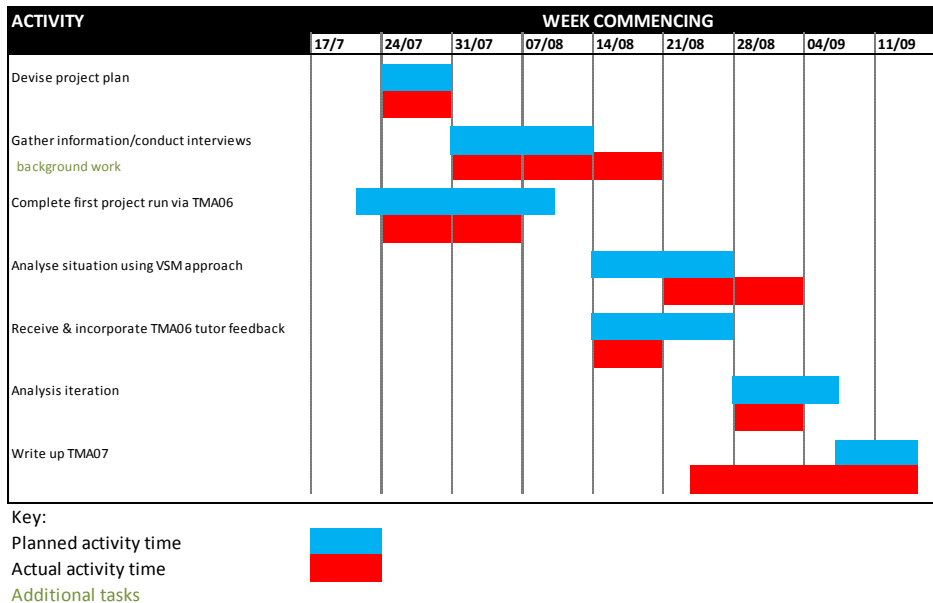 ACTIVITY WEEK COMMENCING
17/7 24/07 31/07 07/08 14/08 21/08 28/08 04/09 11/09
Devise project plan
Gather information/conduct interviews
background work
Complete first project run via TMA06
Analyse situation using VSM approach
Receive & incorporate TMA06 tutor feedback
Analysis iteration
Write up TMA07
Key:
Planned activity time
Actual activity time
Additional tasks